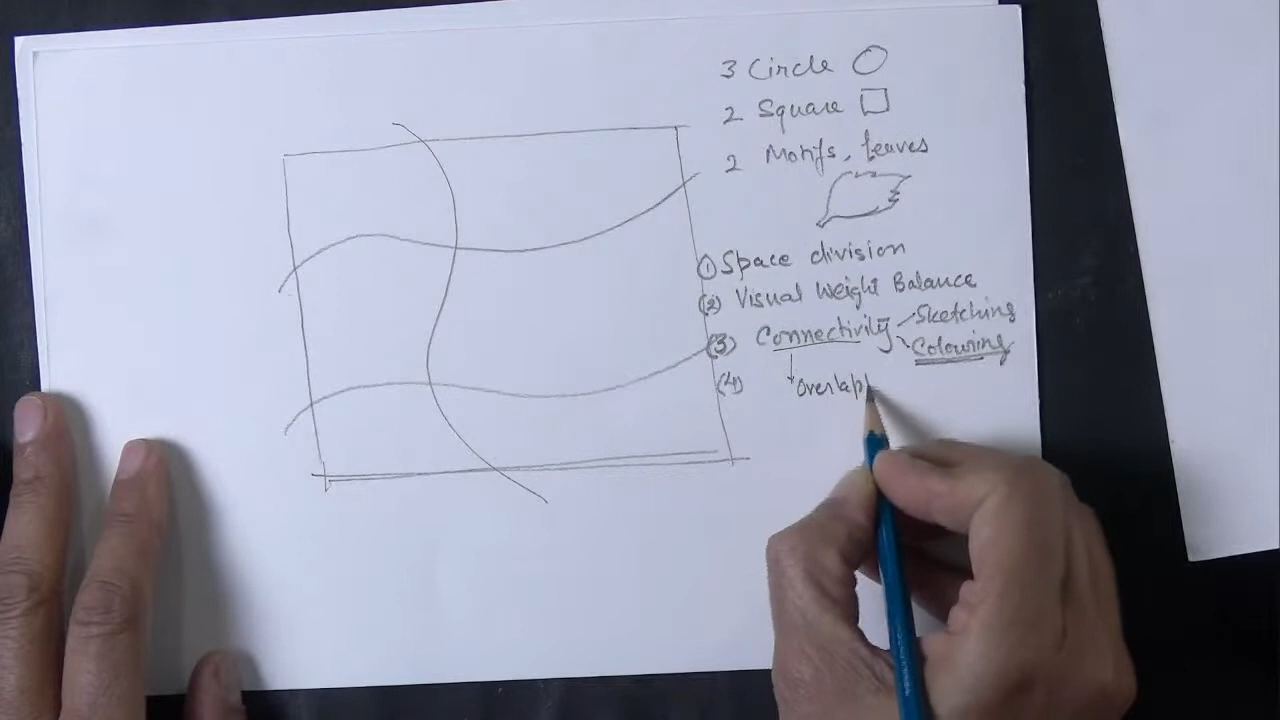 3 Circle
2 Square
2 Motifs, leaves
(1) Space division
(2) Visual Weight Balance
(3) Connectivity Sketching
Colouring
(4) Overlap